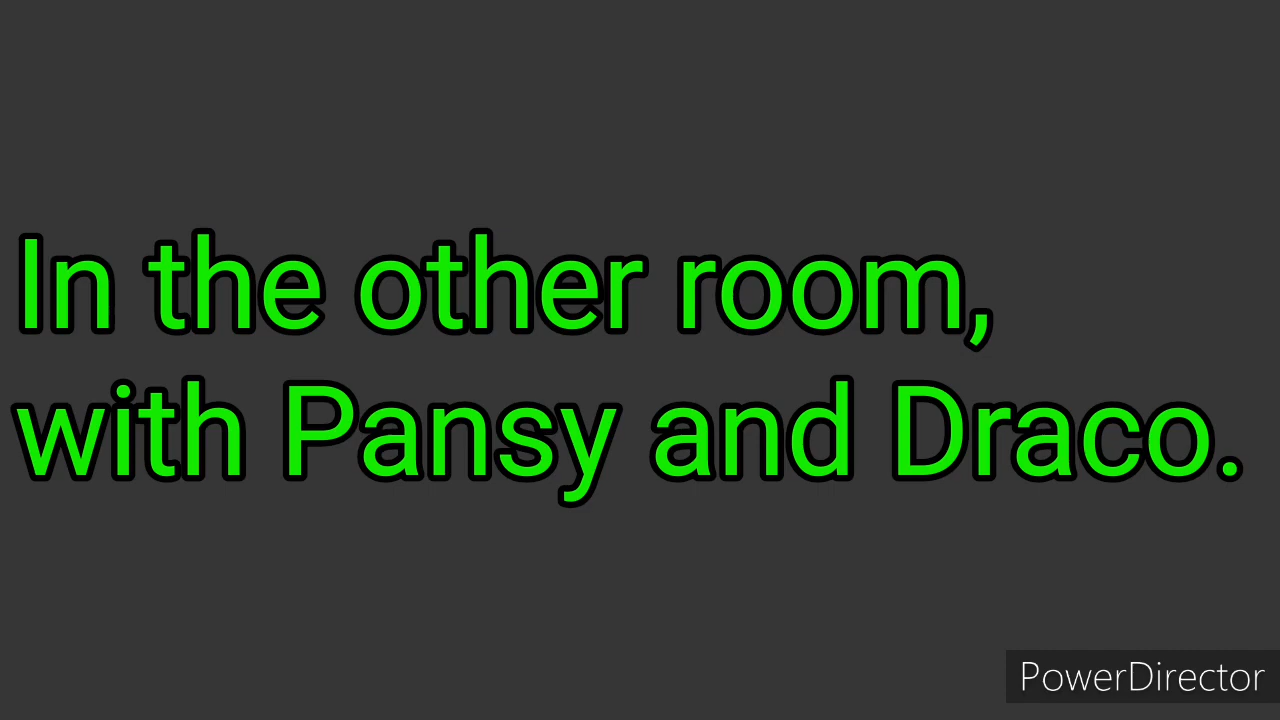 In the other room,
with Pansy and Draco.
PowerDirector